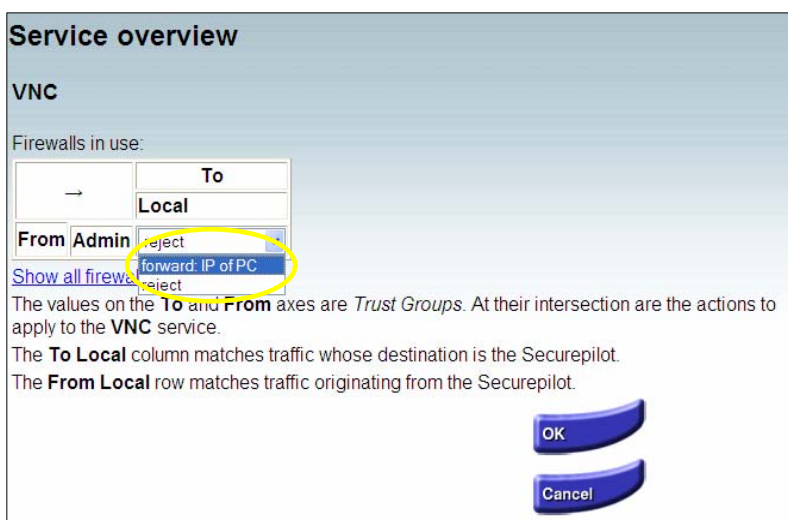 Service overview
VNC
Firewalls in use:
→ To
Local
From Admin reject
forward: IP of PC
Show all firewal
reject
The values on the To and From axes are Trust Groups. At their intersection are the actions to
apply to the VNC service.
The To Local column matches traffic whose destination is the Securepilot.
The From Local row matches traffic originating from the Securepilot.
OK
Cancel